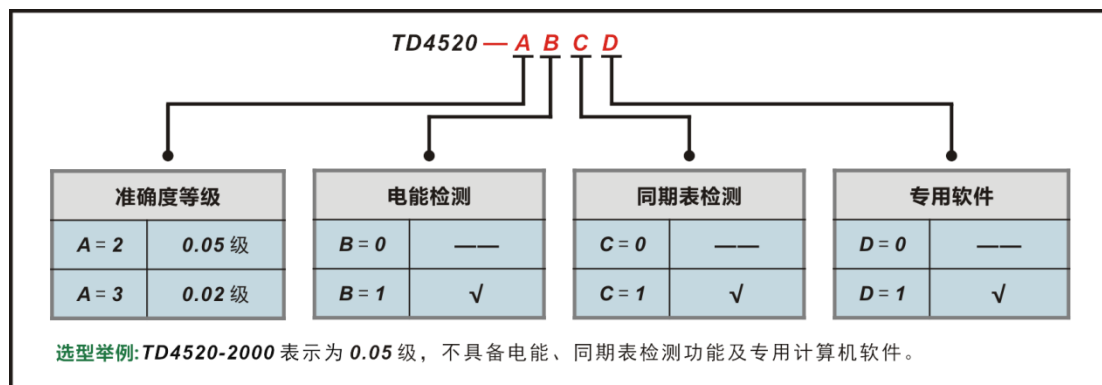 TD4520—A B C D
准确度等级 电能检测 同期表检测 专用软件
A = 2 0.05 级 B = 0 —— C = 0 —— D = 0 ——
A = 3 0.02 级 B = 1 √ C = 1 √ D = 1 √
选型举例:TD4520-2000 表示为 0.05 级，不具备电能、同期表检测功能及专用计算机软件。